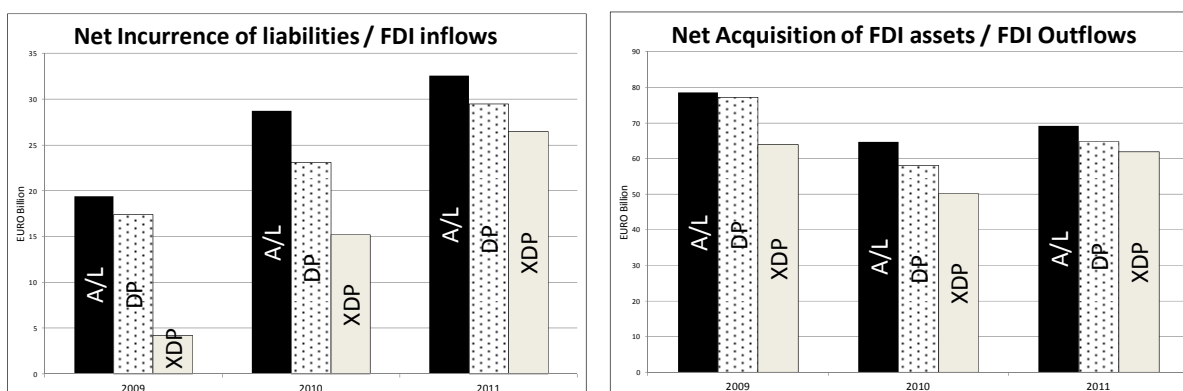 Net Incurrence of liabilities / FDI inflows
35
30
25
20
15
10
5
0
EURO Billion
A/L
DP
XDP
A/L
DP
XDP
A/L
DP
XDP
2009
2010
2011
Net Acquisition of FDI assets / FDI Outflows
90
80
70
60
50
40
30
20
10
0
EURO Billion
A/L
DP
XDP
A/L
DP
XDP
A/L
DP
XDP
2009
2010
2011